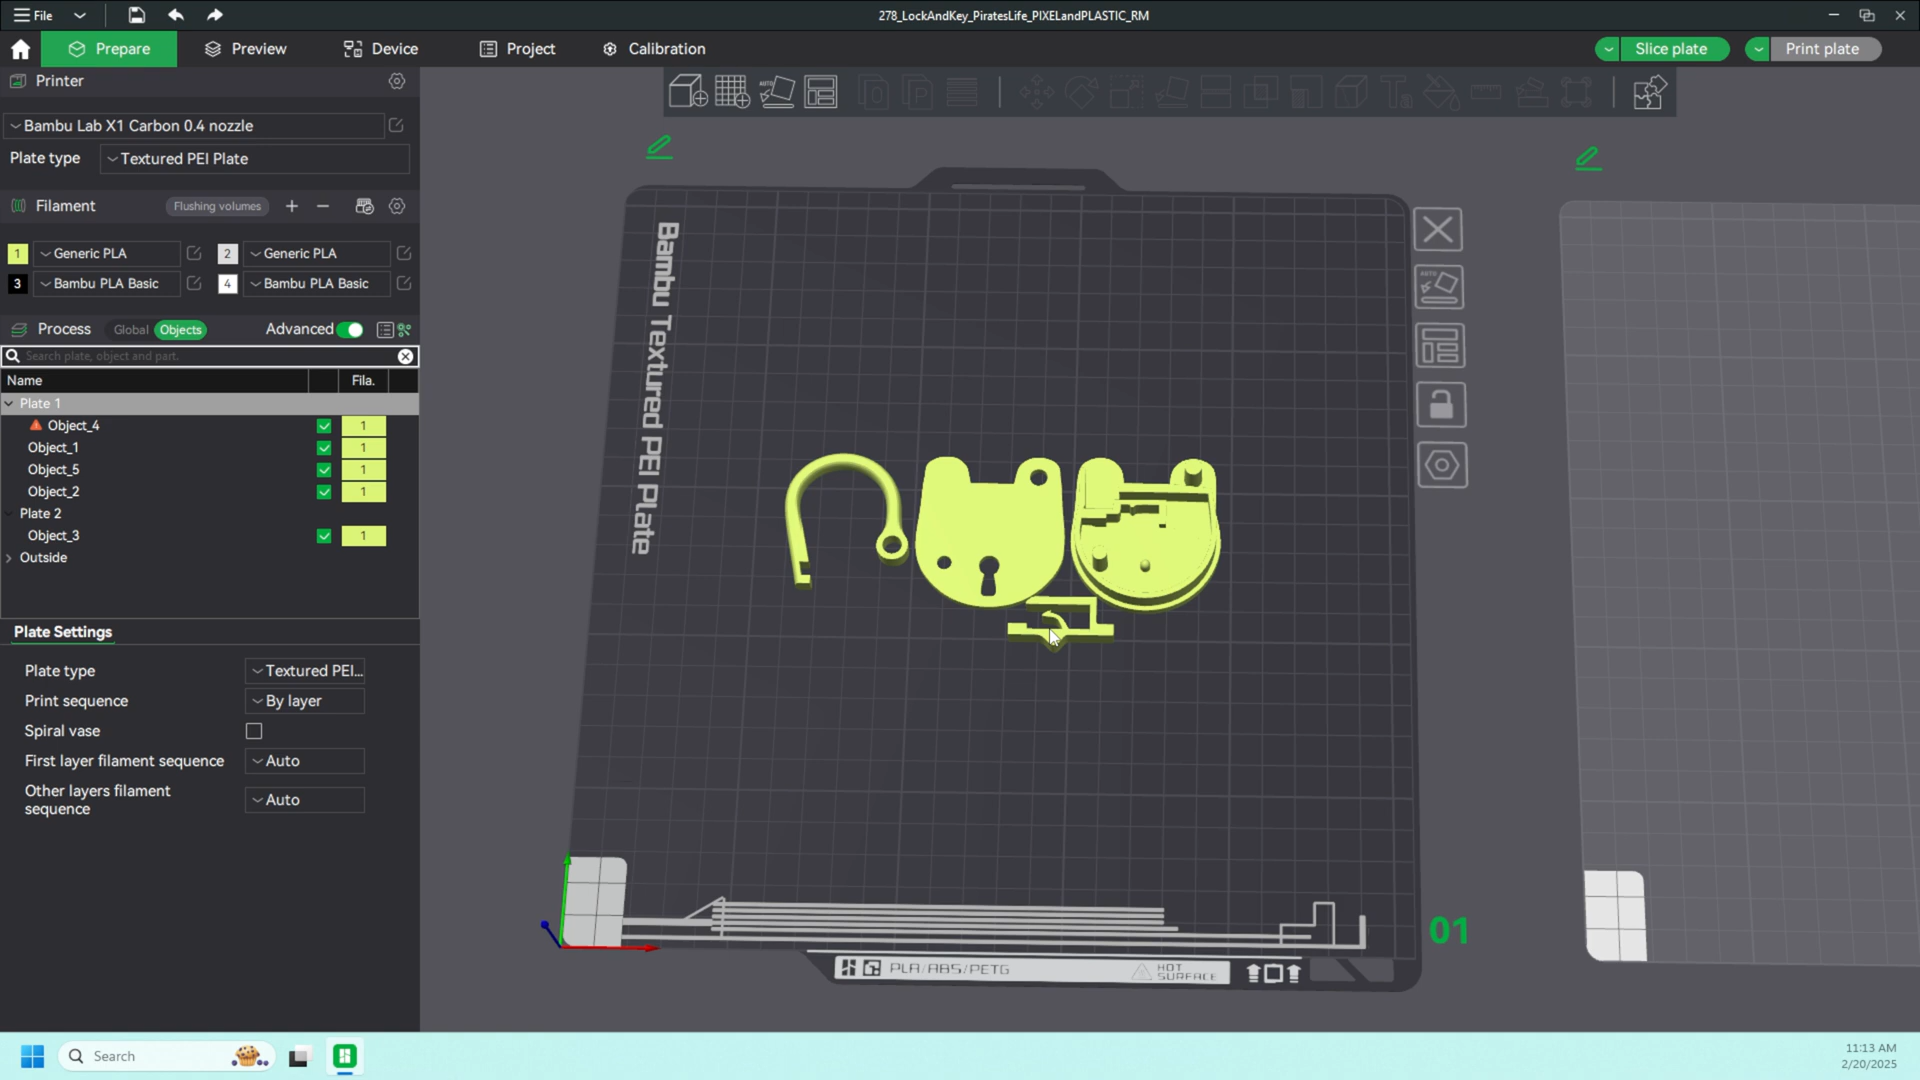 File
278_LockAndKey_PiratesLife_PIXELandPLASTIC_RM
Prepare
Preview
Device
Project
Calibration
Slice plate
Print plate
Printer
Bambu Lab X1 Carbon 0.4 nozzle
Plate type
Textured PEI Plate
Filament
Flushing volumes
1 Generic PLA
2 Generic PLA
3 Bambu PLA Basic
4 Bambu PLA Basic
Process
Global
Objects
Advanced
Search plate, object and part.
Name
Fila.
Plate 1
Object_4 1
Object_1 1
Object_5 1
Object_2 1
Plate 2
Object_3 1
Outside
Plate Settings
Plate type
Textured PEI...
Print sequence
By layer
Spiral vase
First layer filament sequence
Auto
Other layers filament
sequence
Auto
AUTO
Bambu Textured PEI Plate
AUTO
01
PLA/ABS/PETG
HOT
SURFACE
Search
11:13 AM
2/20/2025